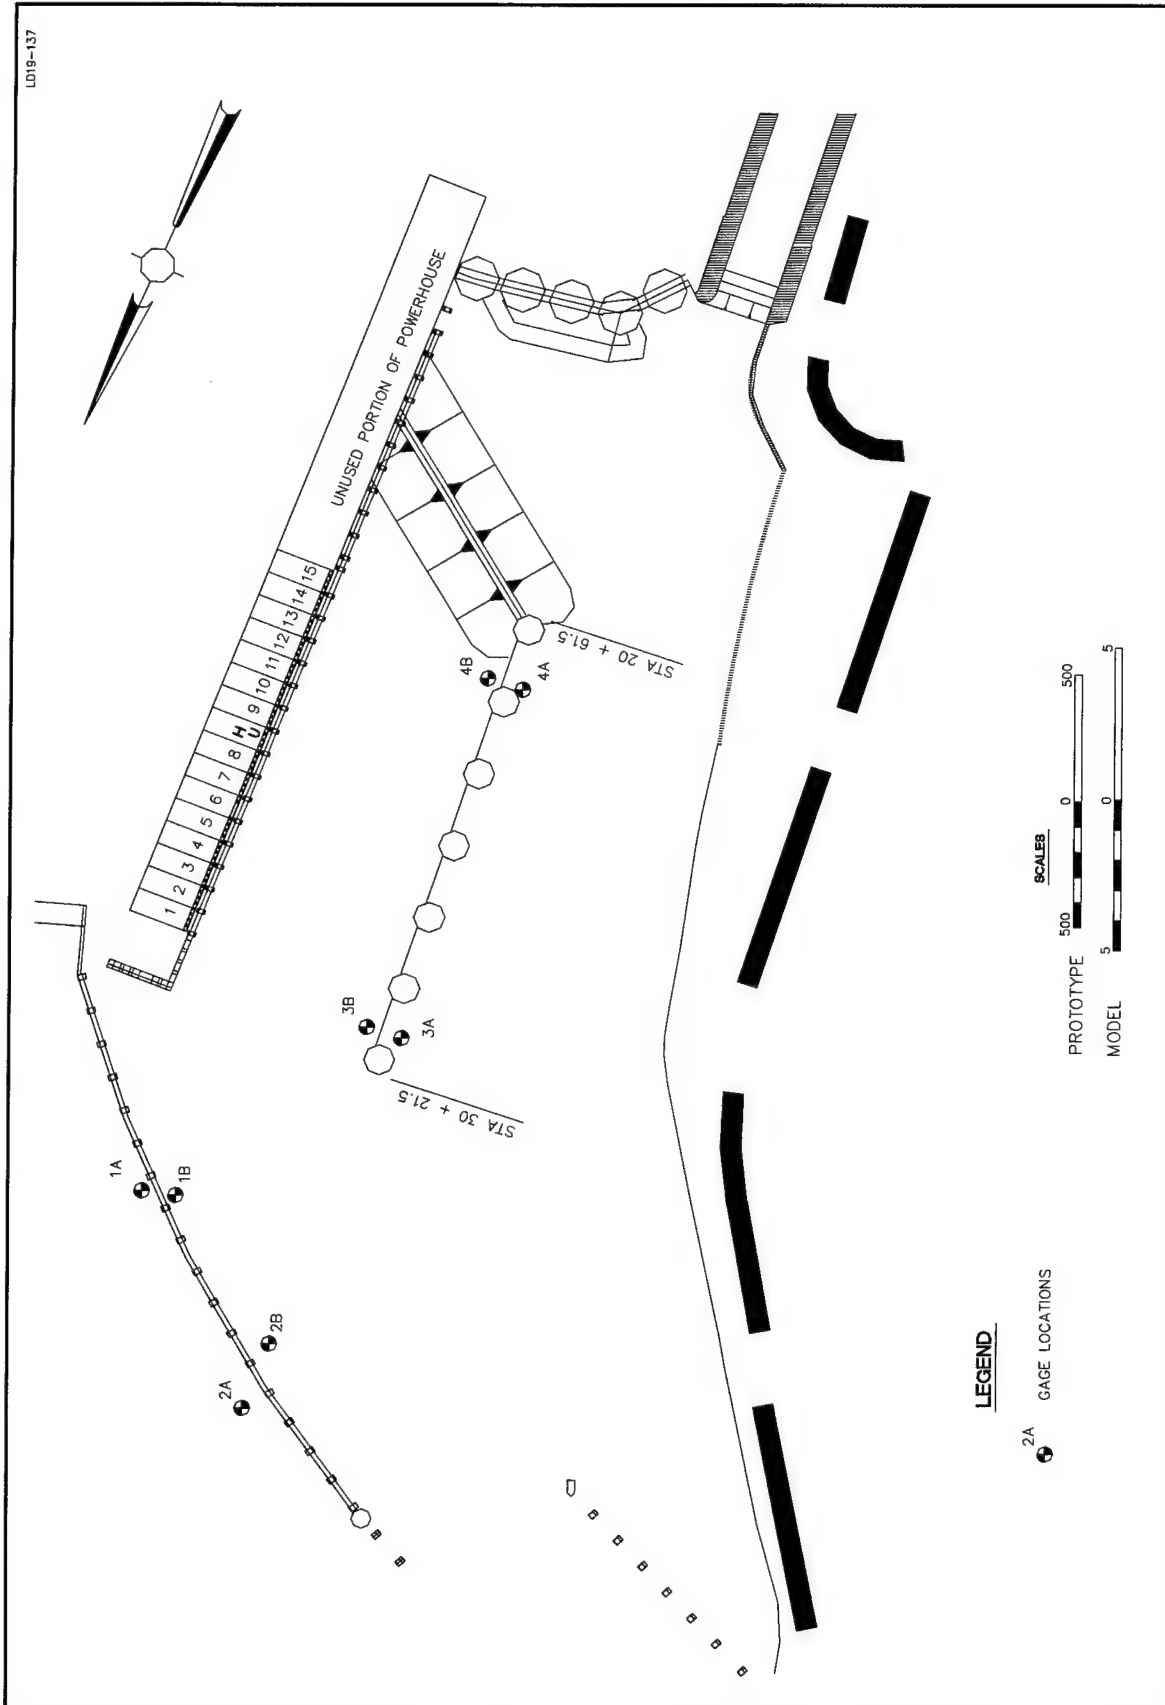 LD19-137
UNUSED PORTION OF POWERHOUSE
1 2 3 4 5 6 7 8 H U 9 10 11 12 13 14 15
1A
1B
2A
2B
3B
3A
4B
4A
STA 30 + 21.5
STA 20 + 61.5
LEGEND
2A
GAGE LOCATIONS
SCALES
PROTOTYPE 500 0 500
MODEL 5 0 5